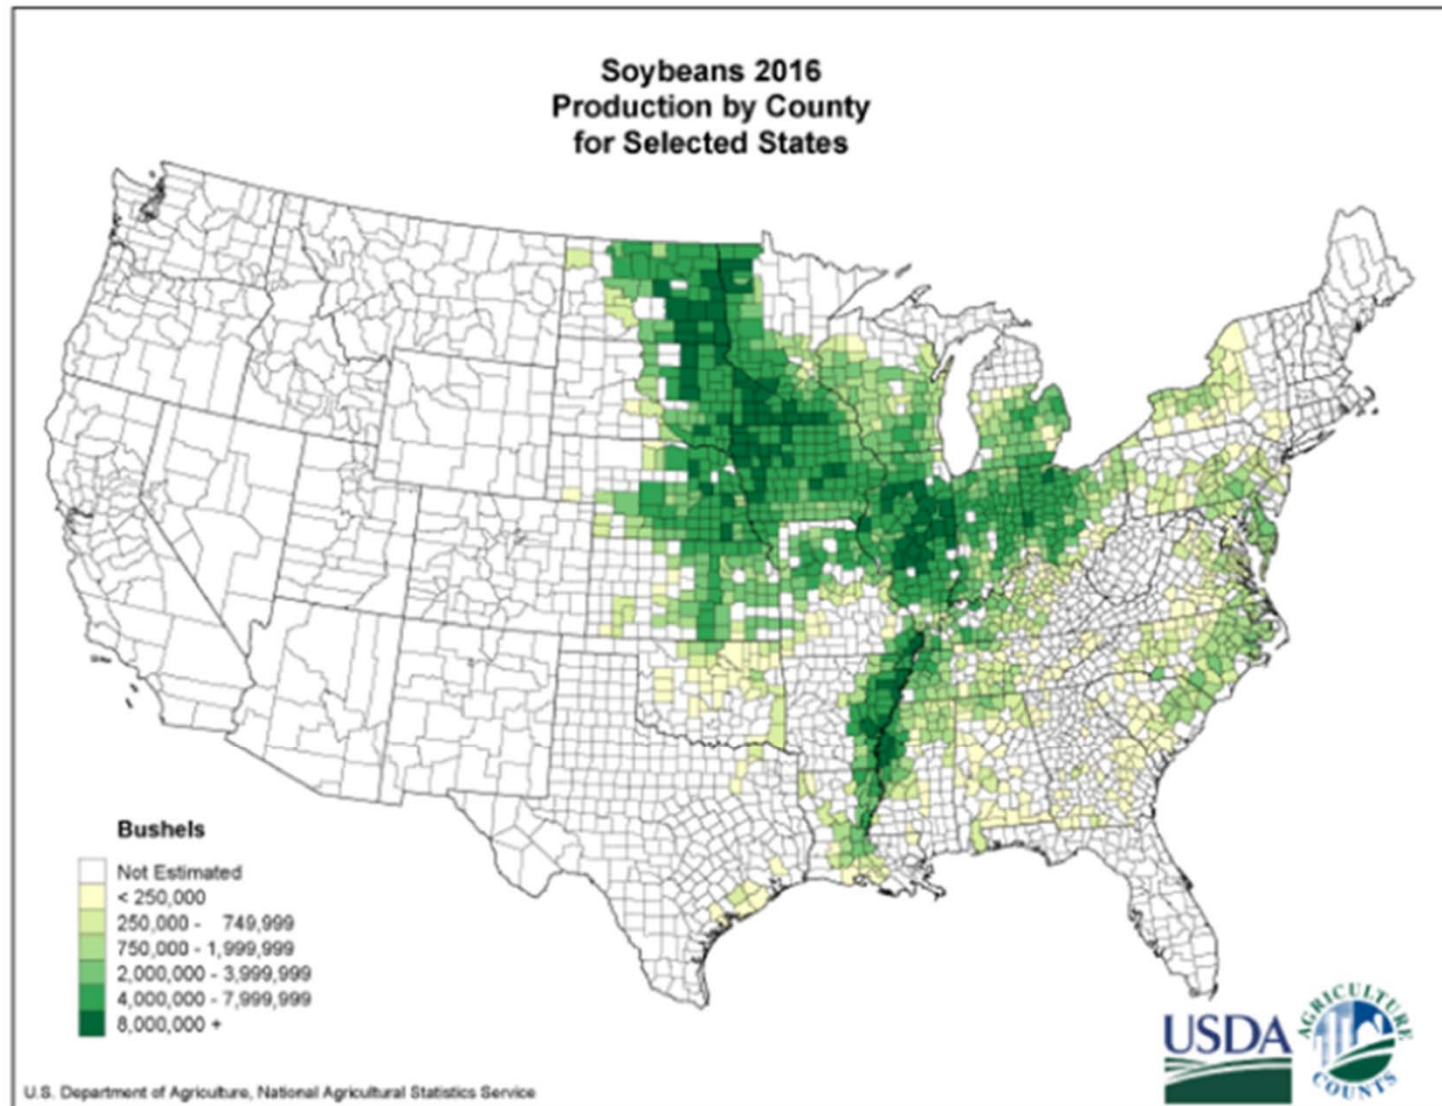 Soybeans 2016
Production by County
for Selected States
Bushels
Not Estimated
< 250,000
250,000 - 749,999
750,000 - 1,999,999
2,000,000 - 3,999,999
4,000,000 - 7,999,999
8,000,000 +
U.S. Department of Agriculture, National Agricultural Statistics Service
USDA
AGRICULTURE
COUNTS